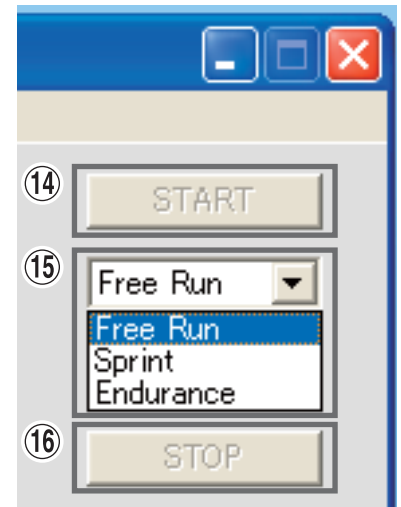 ⑭ START
⑮ Free Run
Free Run
Sprint
Endurance
⑯ STOP